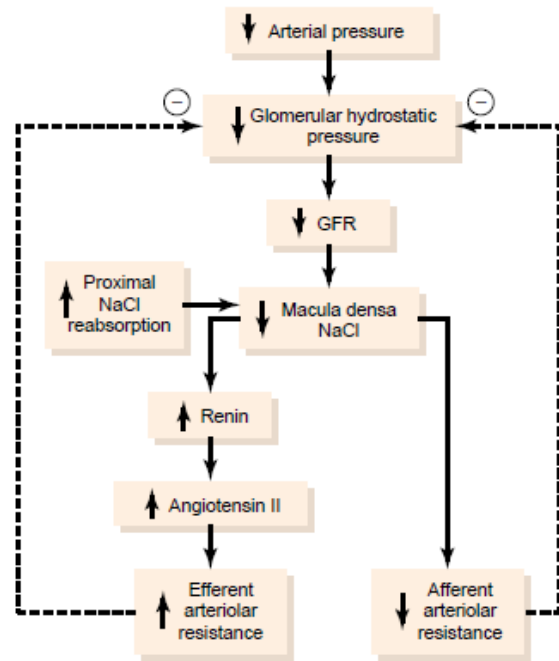 Arterial pressure
−
−
Glomerular hydrostatic
pressure
GFR
Proximal
NaCl
reabsorption
Macula densa
NaCl
Renin
Angiotensin II
Efferent
arteriolar
resistance
Afferent
arteriolar
resistance